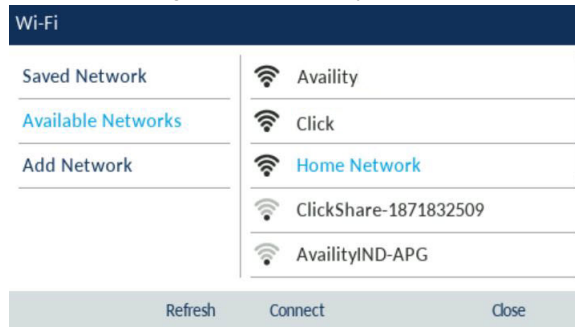 Wi-Fi
Saved Network
Available Networks
Add Network
Availity
Click
Home Network
ClickShare-1871832509
AvailityIND-APG
Refresh Connect Close